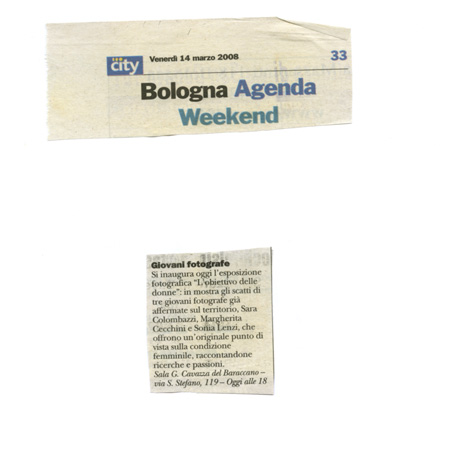 city Venerdì 14 marzo 2008 33
Bologna Agenda
Weekend
Giovani fotografe
Si inaugura oggi l'esposizione
fotografica "L'obiettivo delle
donne": in mostra gli scatti di
tre giovani fotografe già
affermate sul territorio, Sara
Colombazzi, Margherita
Cecchini e Sonia Lenzi, che
offrono un'originale punto di
vista sulla condizione
femminile, raccontandone
ricerche e passioni.
Sala G. Cavazza del Baraccano –
via S. Stefano, 119 – Oggi alle 18